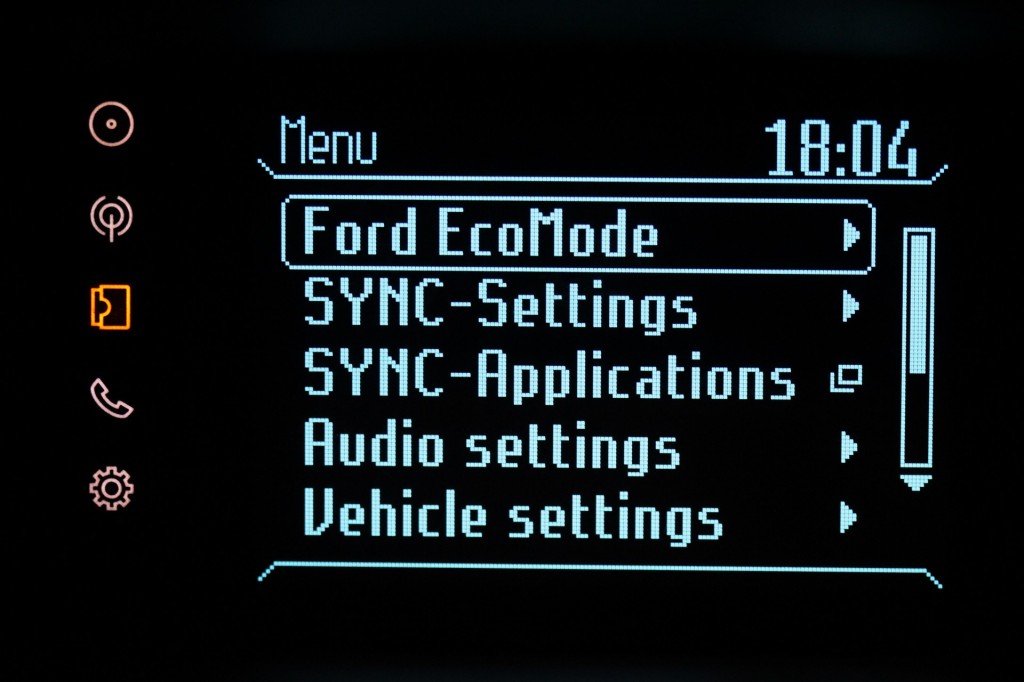 Menu
18:04
Ford EcoMode
SYNC-Settings
SYNC-Applications
Audio settings
Vehicle settings